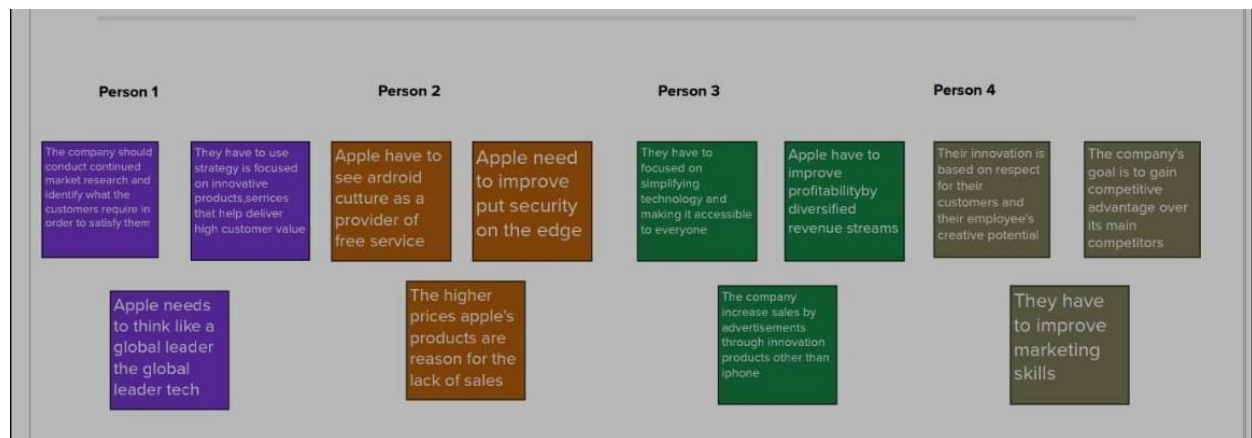 Person 1
Person 2
Person 3
Person 4
The company should
conduct continued
market research and
identify what the
customers require in
order to satisfy them
They have to use
strategy is focused
on innovative
products,serrices
that help deliver
high customer value
Apple have to
see ardroid
cutture as a
provider of
free service
Apple need
to improve
put security
on the edge
They have to
focused on
simplifying
technology and
making it accessible
to everyone
Apple have to
improve
profitabilityby
diversified
revenue streams
Their innovation is
based on respect
for their
customers and
their employee's
creative potential
The company's
goal is to gain
competitive
advantage over
its main
competitors
Apple needs
to think like a
global leader
the global
leader tech
The higher
prices apple's
products are
reason for the
lack of sales
The company
increase sales by
advertisements
through innovation
products other than
iphone
They have
to improve
marketing
skills